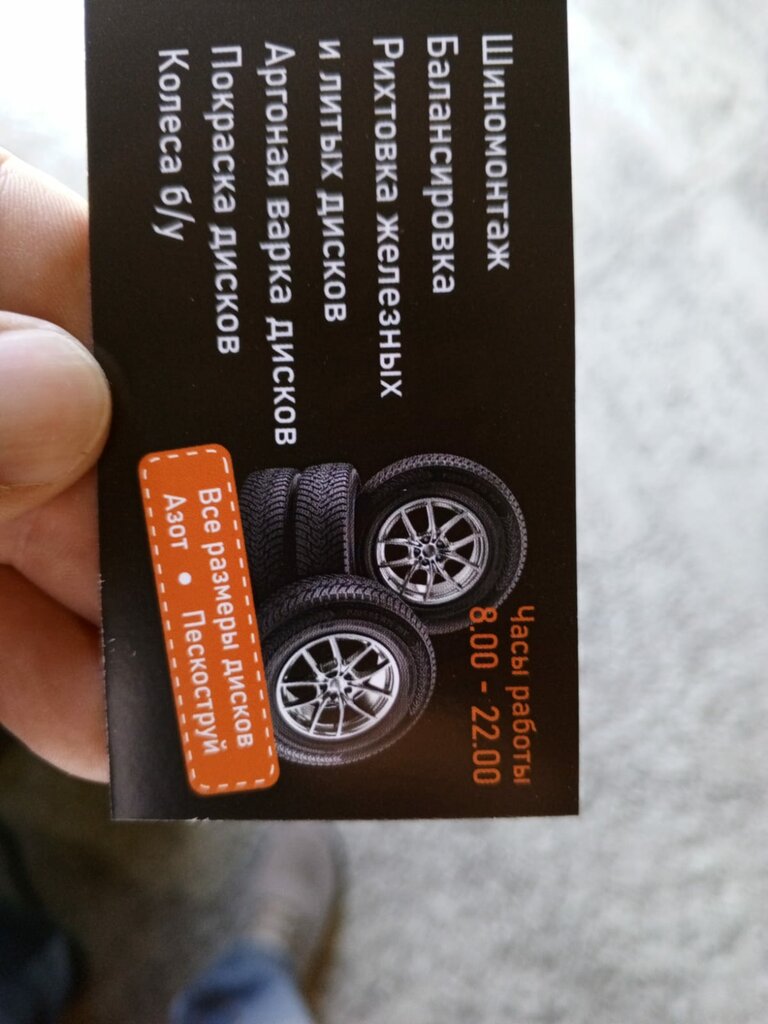 Шиномонтаж
Балансировка
Рихтовка железных
и литых дисков
Аргоная варка дисков
Покраска дисков
Колеса б/у
Часы работы
8.00 - 22.00
Все размеры дисков
Азот • Пескоструй